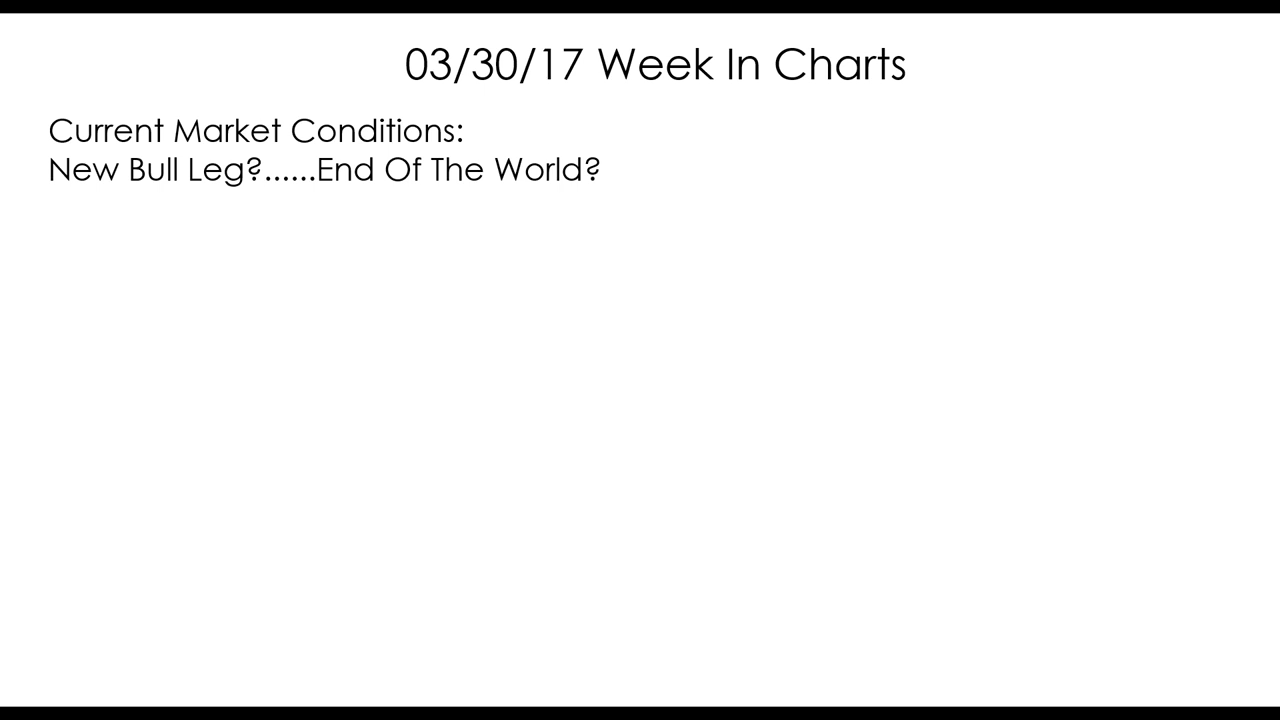 03/30/17 Week In Charts
Current Market Conditions:
New Bull Leg?......End Of The World?